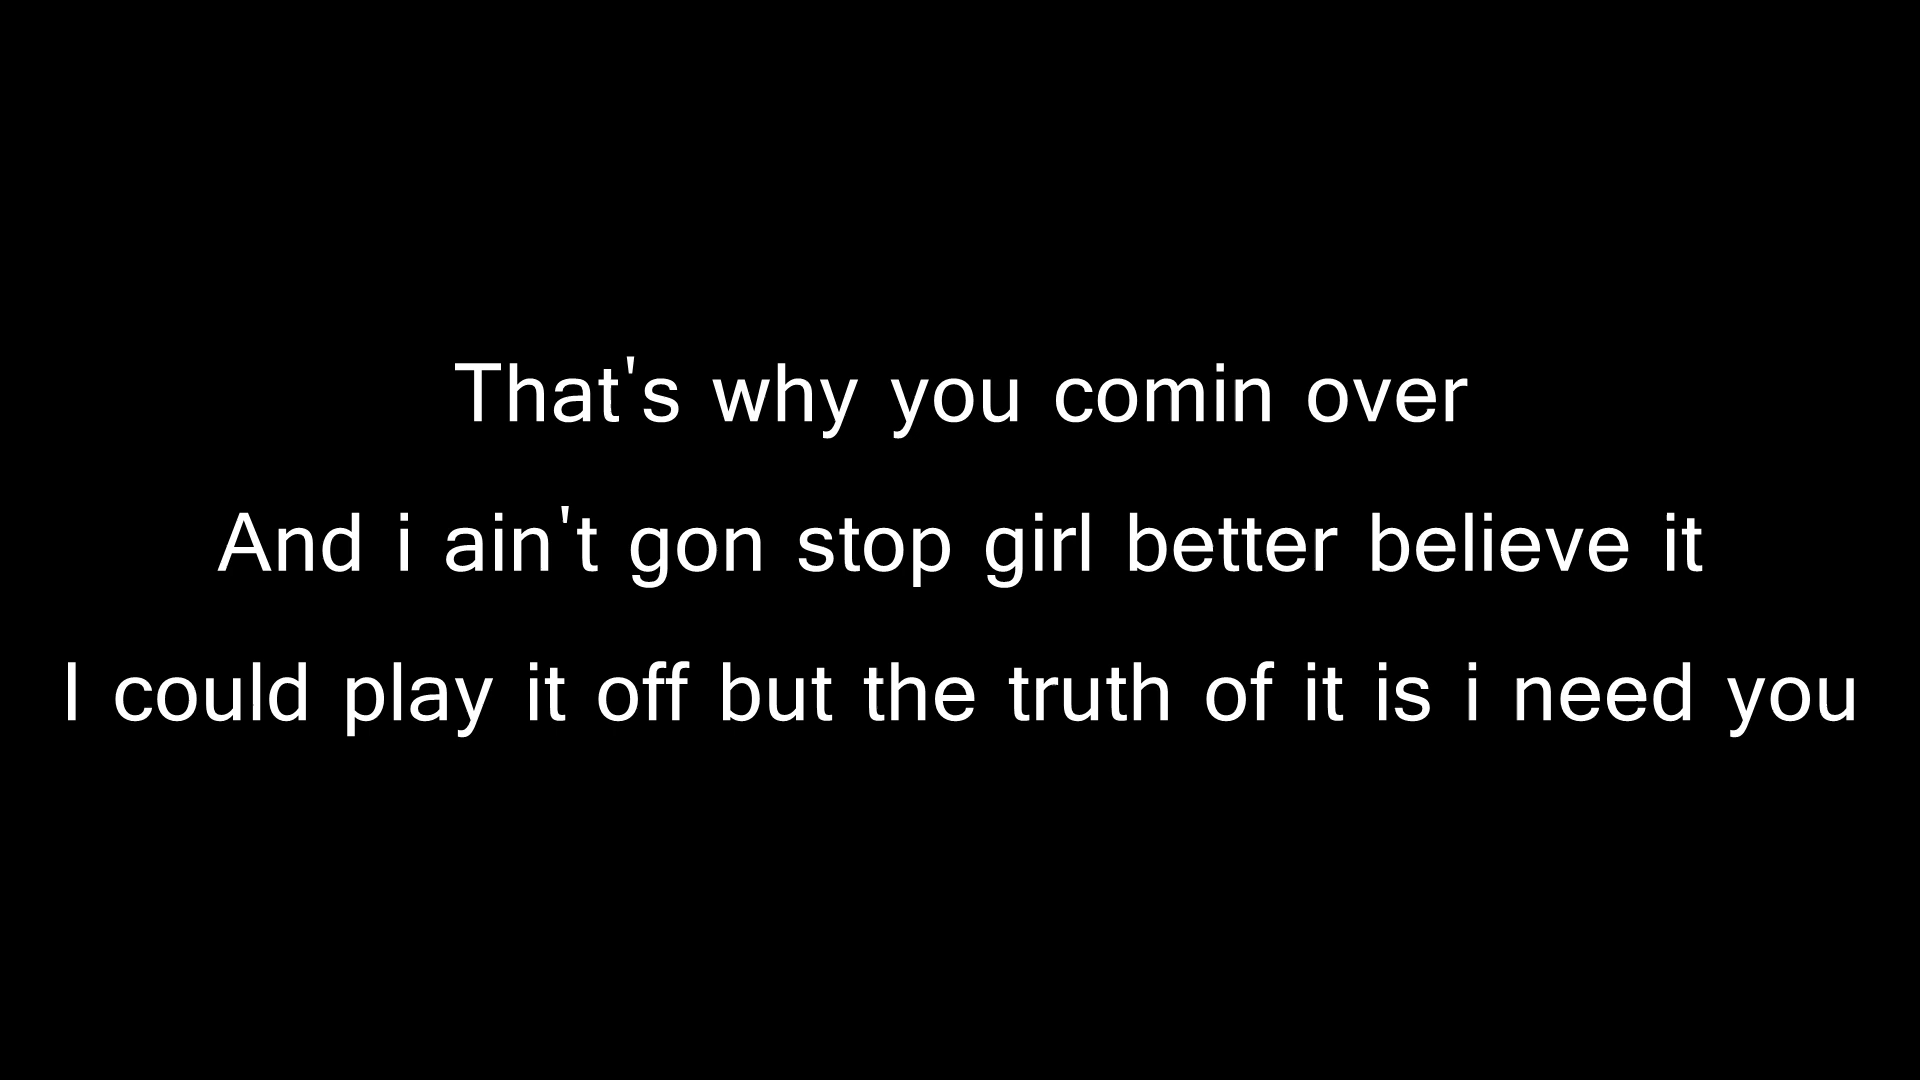 That's why you comin over
And i ain't gon stop girl better believe it
I could play it off but the truth of it is i need you